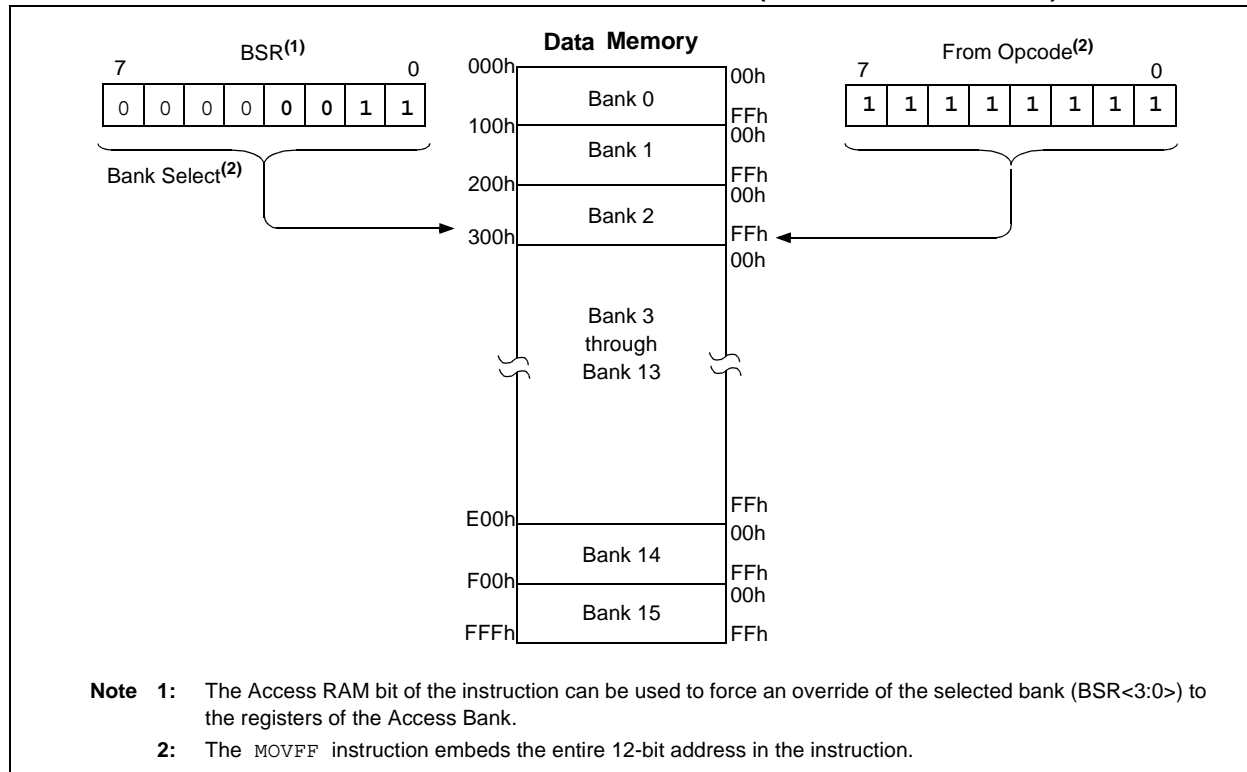 Data Memory
BSR(1)
7 0
0 0 0 0 0 0 1 1
Bank Select(2)
From Opcode(2)
7 0
1 1 1 1 1 1 1 1
000h
00h
Bank 0
FFh
100h
00h
Bank 1
FFh
200h
00h
Bank 2
FFh
300h
00h
Bank 3
through
Bank 13
FFh
E00h
00h
Bank 14
FFh
F00h
00h
Bank 15
FFFh
FFh
Note 1: The Access RAM bit of the instruction can be used to force an override of the selected bank (BSR<3:0>) to
the registers of the Access Bank.
2: The MOVFF instruction embeds the entire 12-bit address in the instruction.